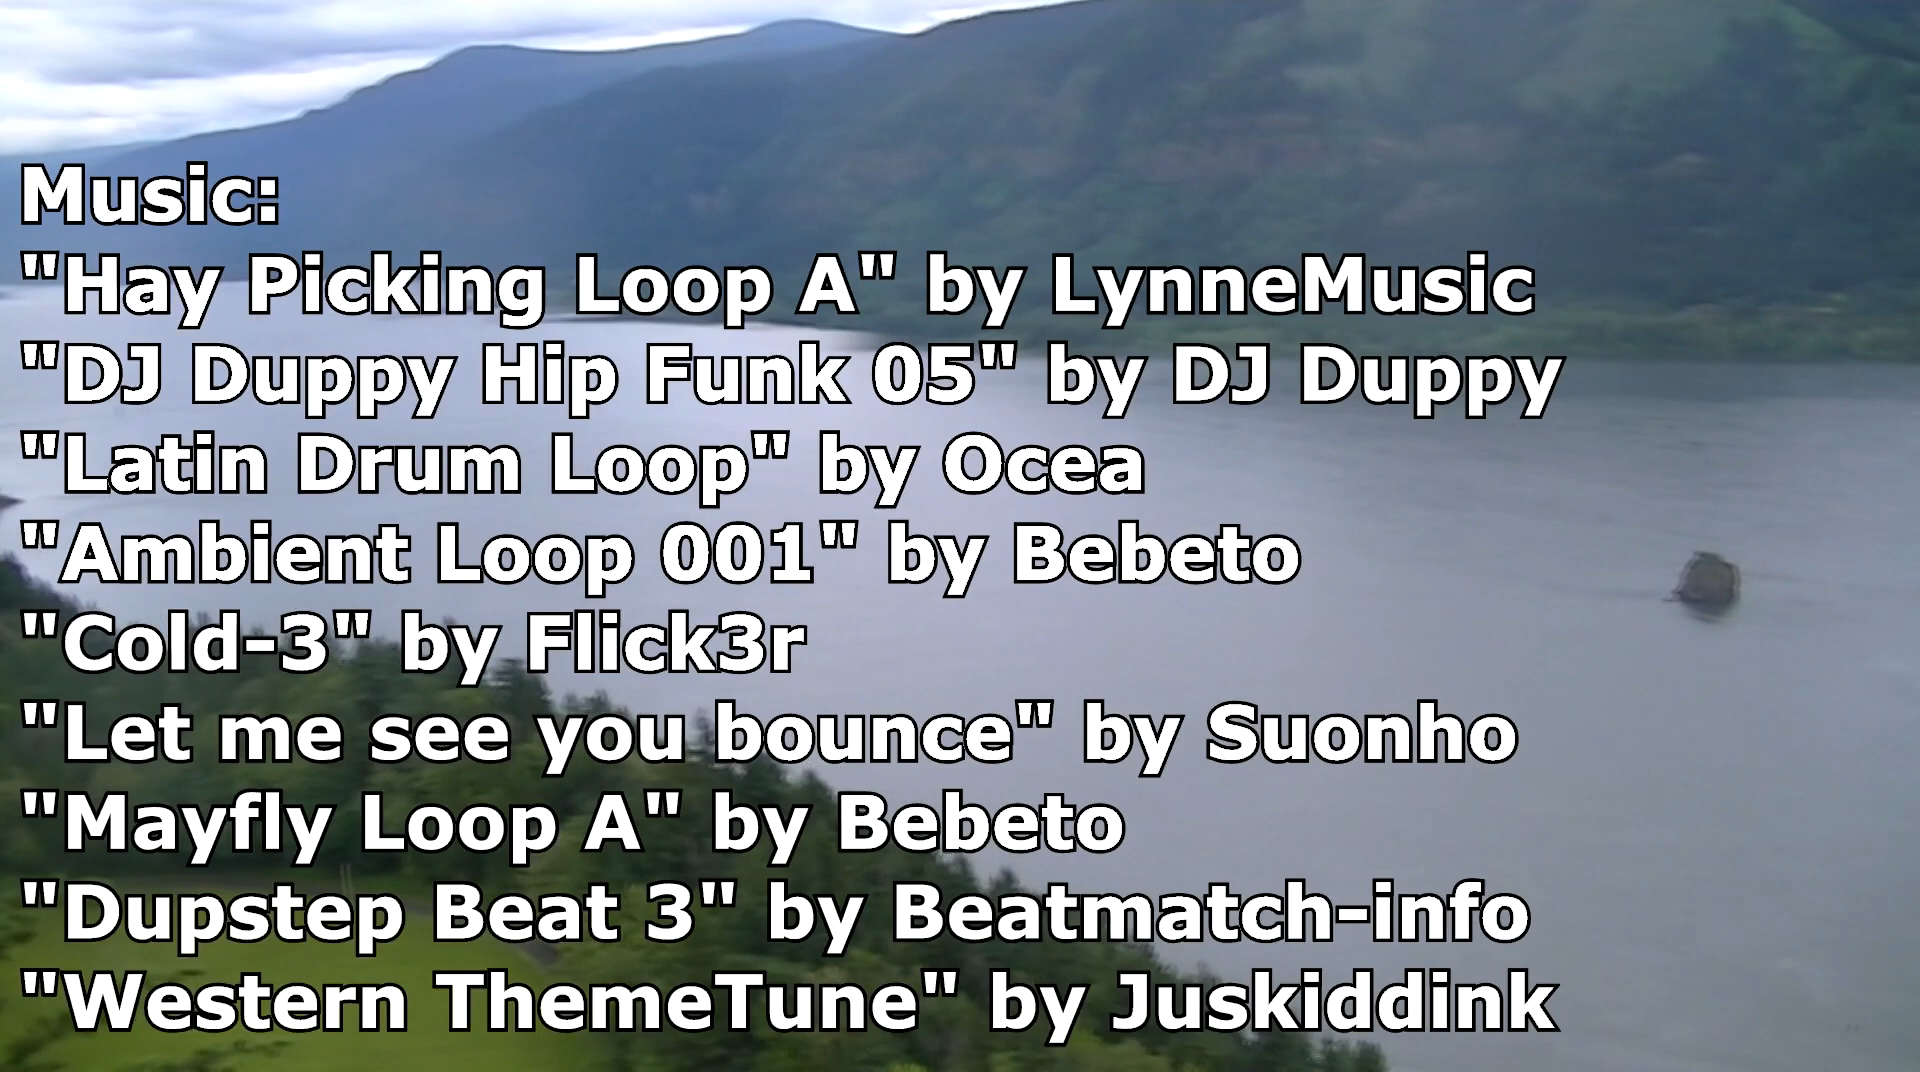 Music:
"Hay Picking Loop A" by LynneMusic
"DJ Duppy Hip Funk 05" by DJ Duppy
"Latin Drum Loop" by Ocea
"Ambient Loop 001" by Bebeto
"Cold-3" by Flick3r
"Let me see you bounce" by Suonho
"Mayfly Loop A" by Bebeto
"Dupstep Beat 3" by Beatmatch-info
"Western ThemeTune" by Juskiddink